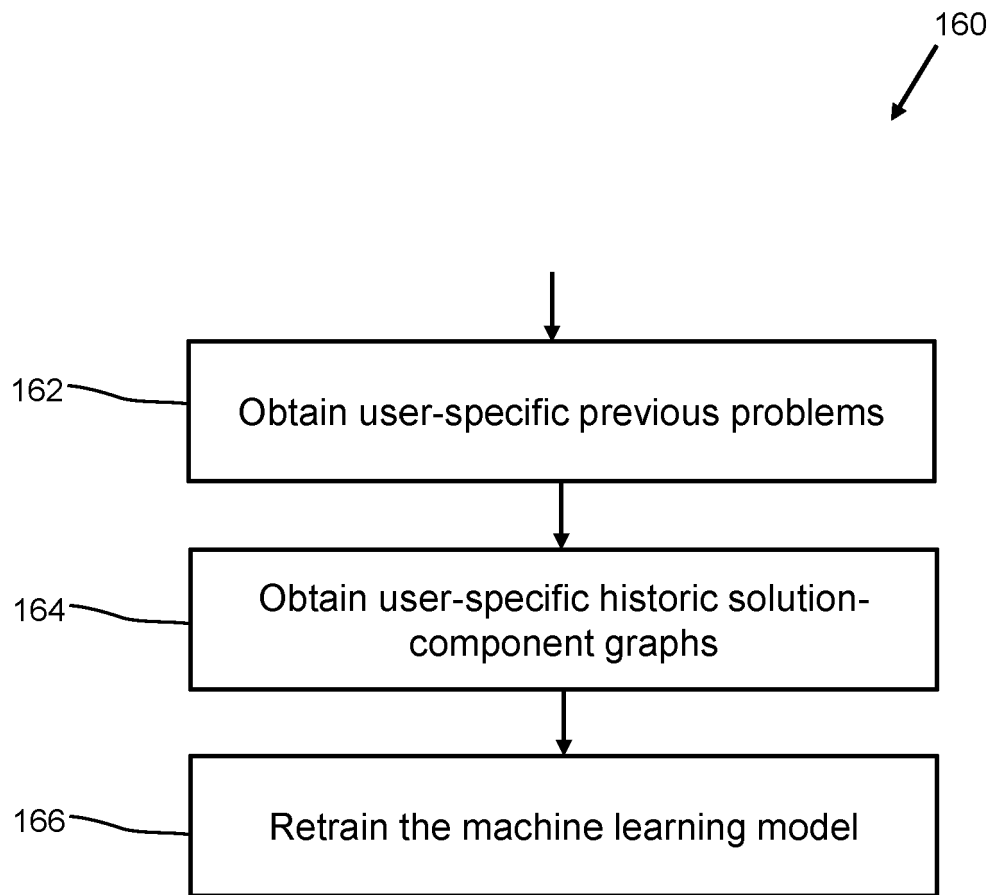 160
162
Obtain user-specific previous problems
164
Obtain user-specific historic solution-
component graphs
166
Retrain the machine learning model